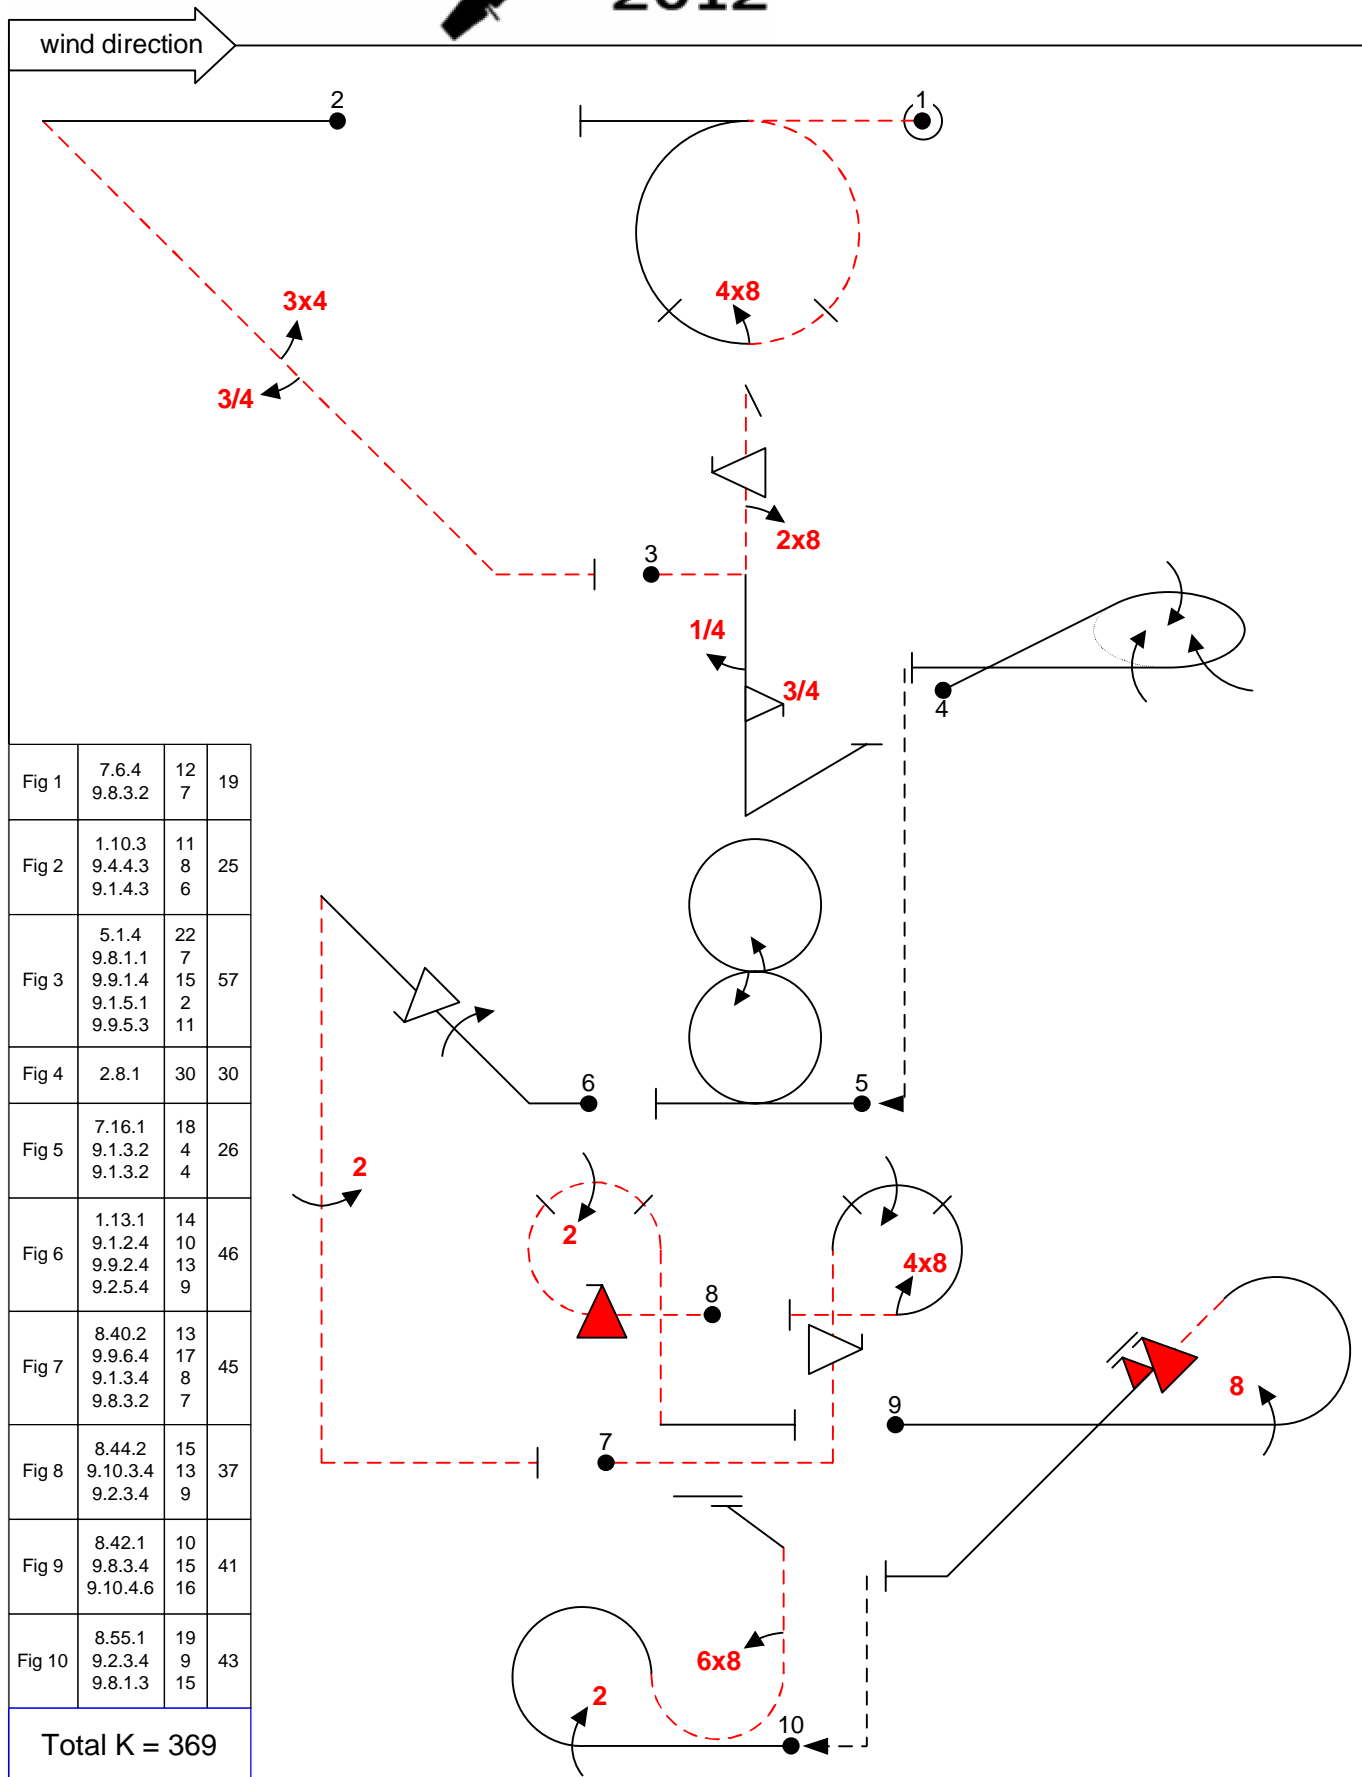 2012
wind direction
2
1
3x4
4x8
3/4
2x8
3
1/4
3/4
4
Fig 1 7.6.4 12 19
9.8.3.2 7
Fig 2 1.10.3 11 25
9.4.4.3 8
9.1.4.3 6
Fig 3 5.1.4 22 57
9.8.1.1 7
9.9.1.4 15
9.1.5.1 2
9.9.5.3 11
Fig 4 2.8.1 30 30
Fig 5 7.16.1 18 26
9.1.3.2 4
9.1.3.2 4
Fig 6 1.13.1 14 46
9.1.2.4 10
9.9.2.4 13
9.2.5.4 9
Fig 7 8.40.2 13 45
9.9.6.4 17
9.1.3.4 8
9.8.3.2 7
Fig 8 8.44.2 15 37
9.10.3.4 13
9.2.3.4 9
Fig 9 8.42.1 10 41
9.8.3.4 15
9.10.4.6 16
Fig 10 8.55.1 19 43
9.2.3.4 9
9.8.1.3 15
Total K = 369
6
5
2
2
4x8
8
8
9
7
6x8
2
10